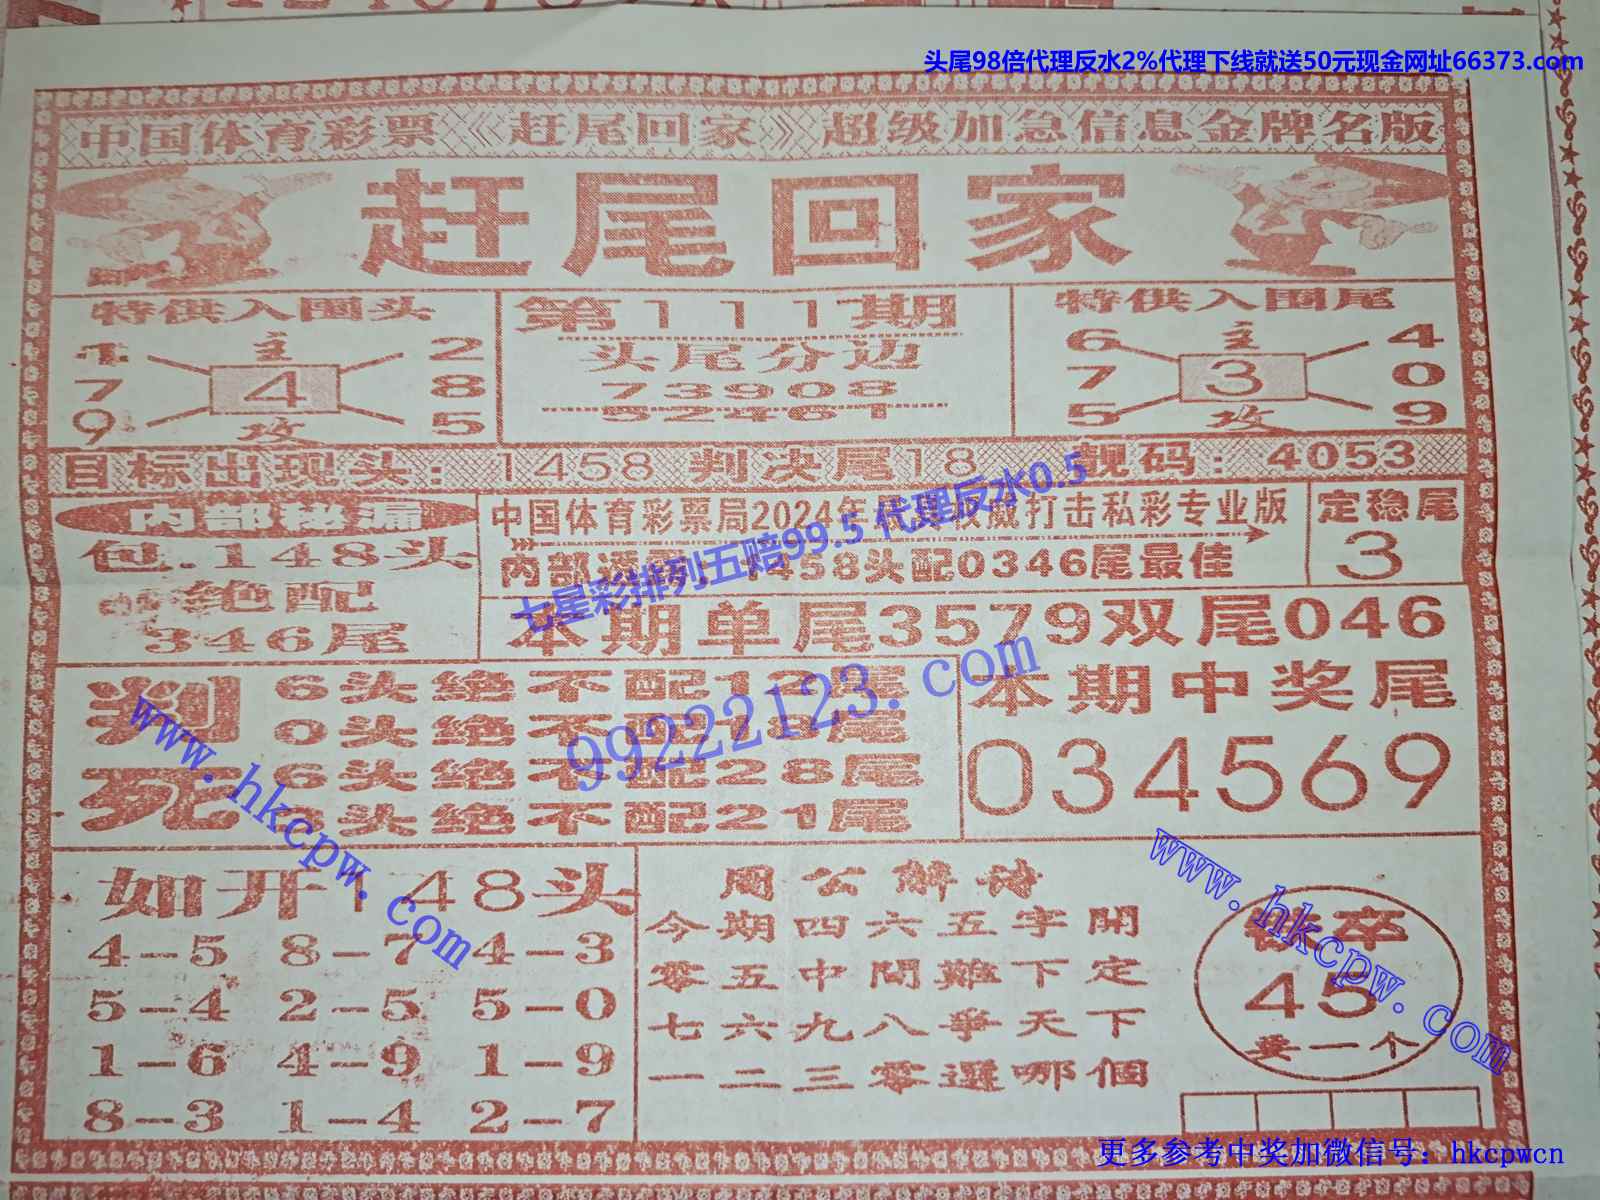 头尾98倍代理反水2%代理下线就送50元现金网址66373.com
中国体育彩票《赶尾回家》超级加急信息金牌名版
赶尾回家
特供入围头
主
4 2
7 4 8
9 5
攻
第111期
头尾分边
73908
52461
特供入围尾
主
6 4
7 3 0
5 9
攻
目标出现头：1458 判决尾18 靓码：4053
内部秘漏
包.148头
绝配
346尾
中国体育彩票局2024年 打击私彩专业版
内部 458头配0346尾最佳
定稳尾
3
七星彩排列五赔99.5 代理反水0.5
本期单尾3579双尾046
判死
6头绝不配12尾
0头绝不配 尾
6头绝不配28尾
头绝不配21尾
99222123.com
本期中奖尾
034569
www.hkcpw.com
如开148头
4-5 8-7 4-3
5-4 2-5 5-0
1-6 4-9 1-9
8-3 1-4 2-7
周公解诗
今期四六五字開
零五中間難下定
七六九八爭天下
一二三零選哪個
卒
45
要一个
www.hkcpw.com
更多参考中奖加微信号：hkcpwcn